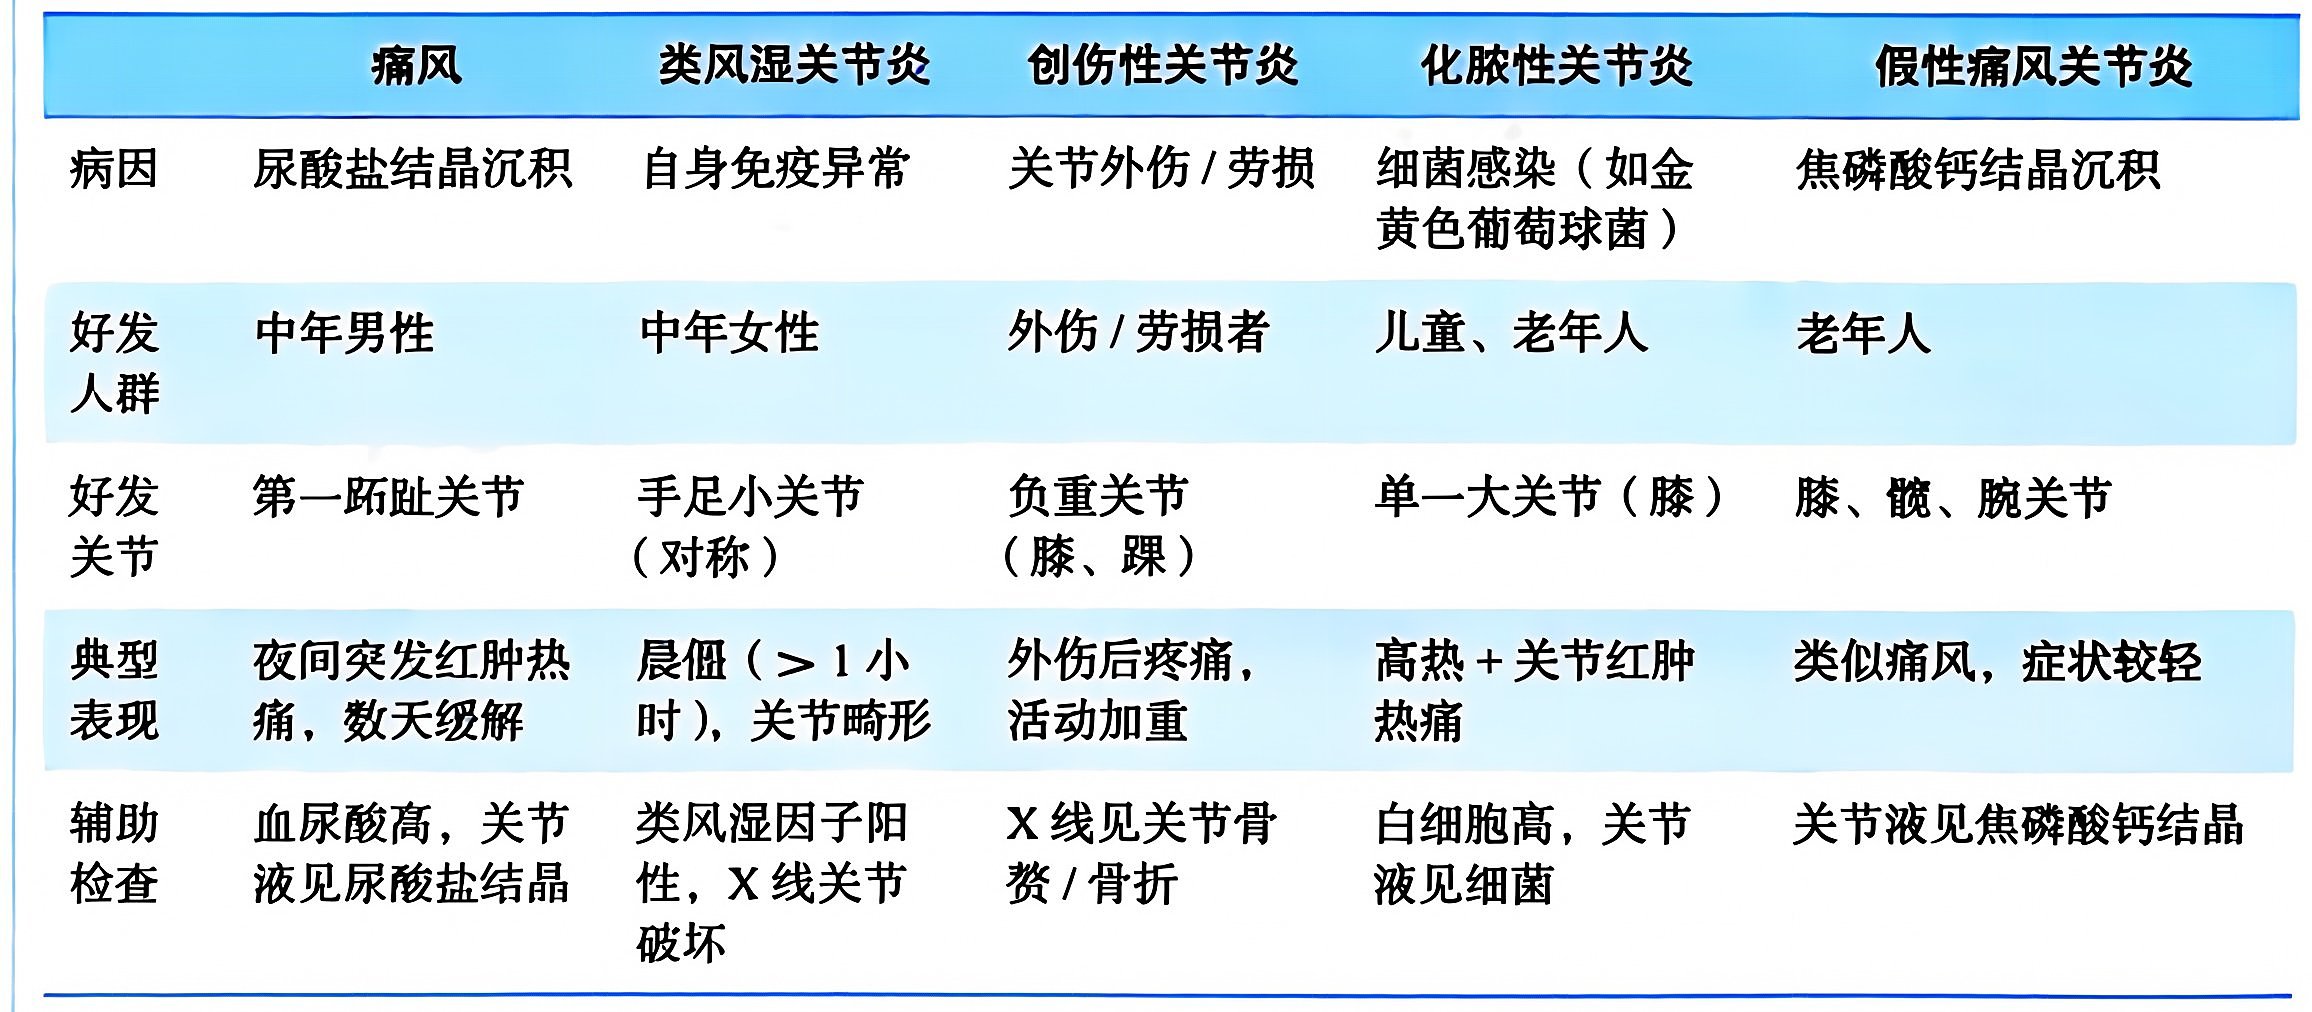 痛风
类风湿关节炎
创伤性关节炎
化脓性关节炎
假性痛风关节炎
病因
尿酸盐结晶沉积
自身免疫异常
关节外伤/劳损
细菌感染（如金
黄色葡萄球菌）
焦磷酸钙结晶沉积
好发
人群
中年男性
中年女性
外伤/劳损者
儿童、老年人
老年人
好发
关节
第一跖趾关节
手足小关节
（对称）
负重关节
（膝、踝）
单一大关节（膝）
膝、髋、腕关节
典型
表现
夜间突发红肿热
痛，数天缓解
晨僵（＞1小
时），关节畸形
外伤后疼痛，
活动加重
高热+关节红肿
热痛
类似痛风，症状较轻
辅助
检查
血尿酸高，关节
液见尿酸盐结晶
类风湿因子阳
性，X线关节
破坏
X线见关节骨
赘/骨折
白细胞高，关节
液见细菌
关节液见焦磷酸钙结晶